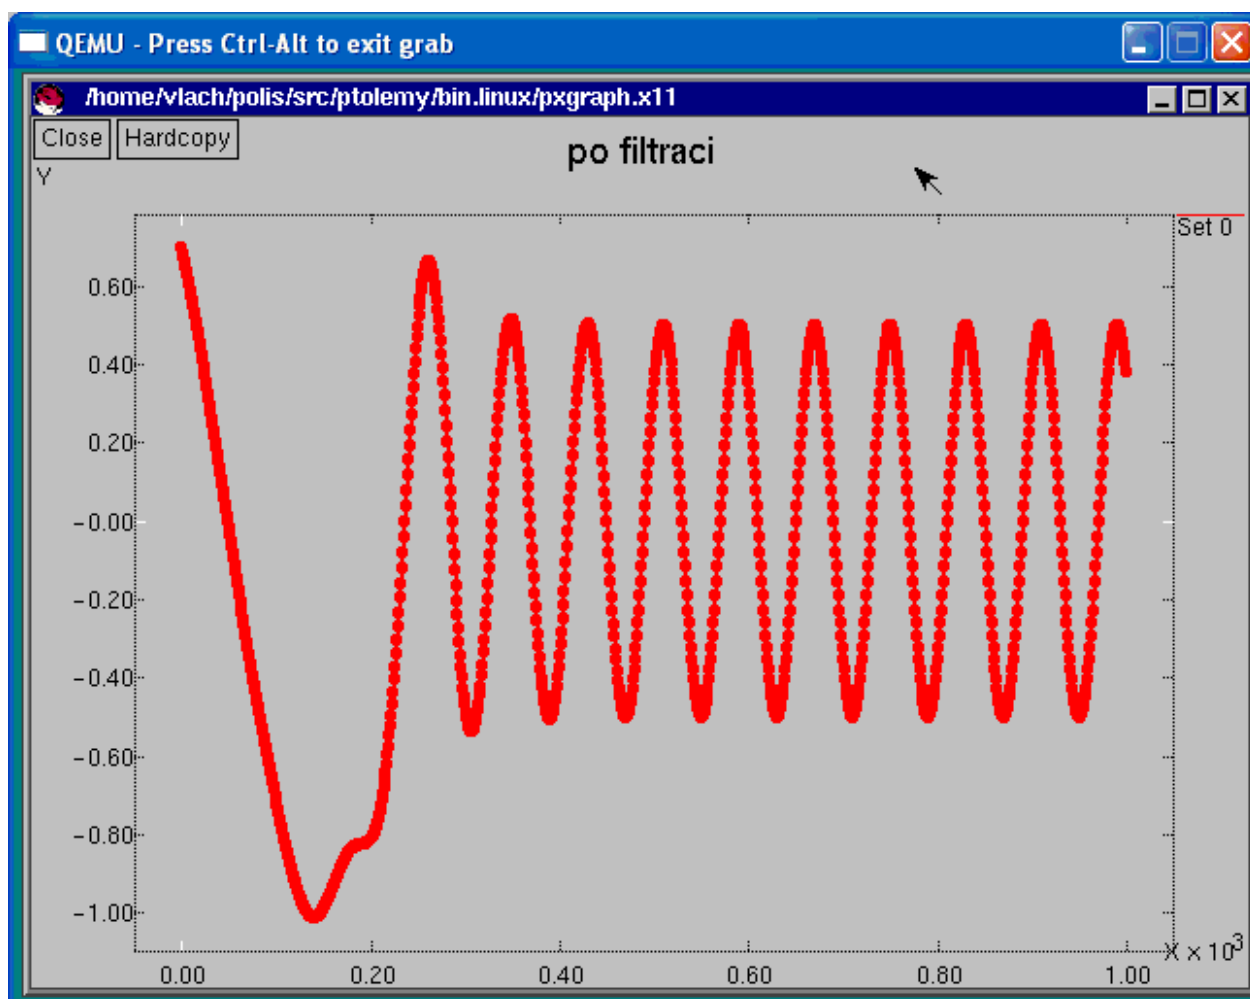 QEMU - Press Ctrl-Alt to exit grab
/home/vlach/polis/src/ptolemy/bin.linux/pxgraph.x11
Close Hardcopy
po filtraci
Y
Set 0
0.60
0.40
0.20
-0.00
-0.20
-0.40
-0.60
-0.80
-1.00
X × 10³
0.00 0.20 0.40 0.60 0.80 1.00